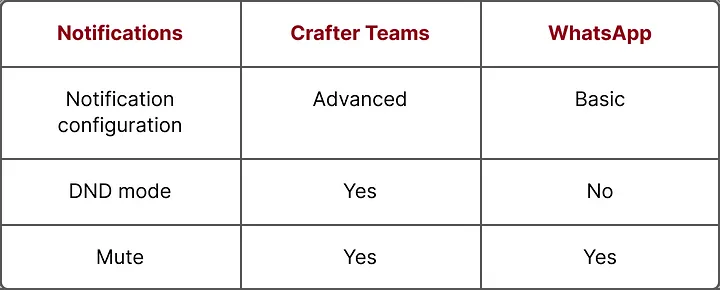 Notifications Crafter Teams WhatsApp
Notification configuration Advanced Basic
DND mode Yes No
Mute Yes Yes